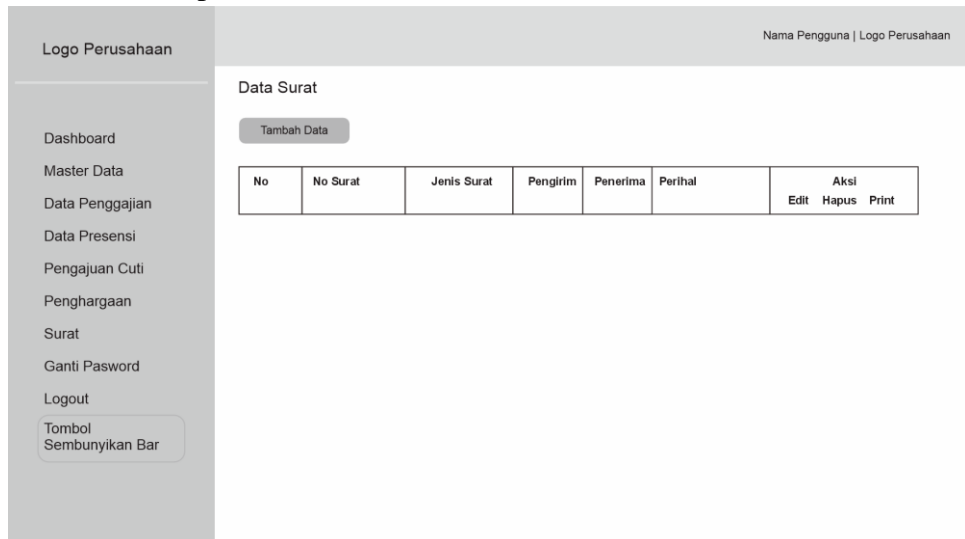 Logo Perusahaan
Nama Pengguna | Logo Perusahaan
Data Surat
Tambah Data
Dashboard
Master Data
Data Penggajian
Data Presensi
Pengajuan Cuti
Penghargaan
Surat
Ganti Pasword
Logout
Tombol
Sembunyikan Bar
No No Surat Jenis Surat Pengirim Penerima Perihal Aksi
Edit Hapus Print